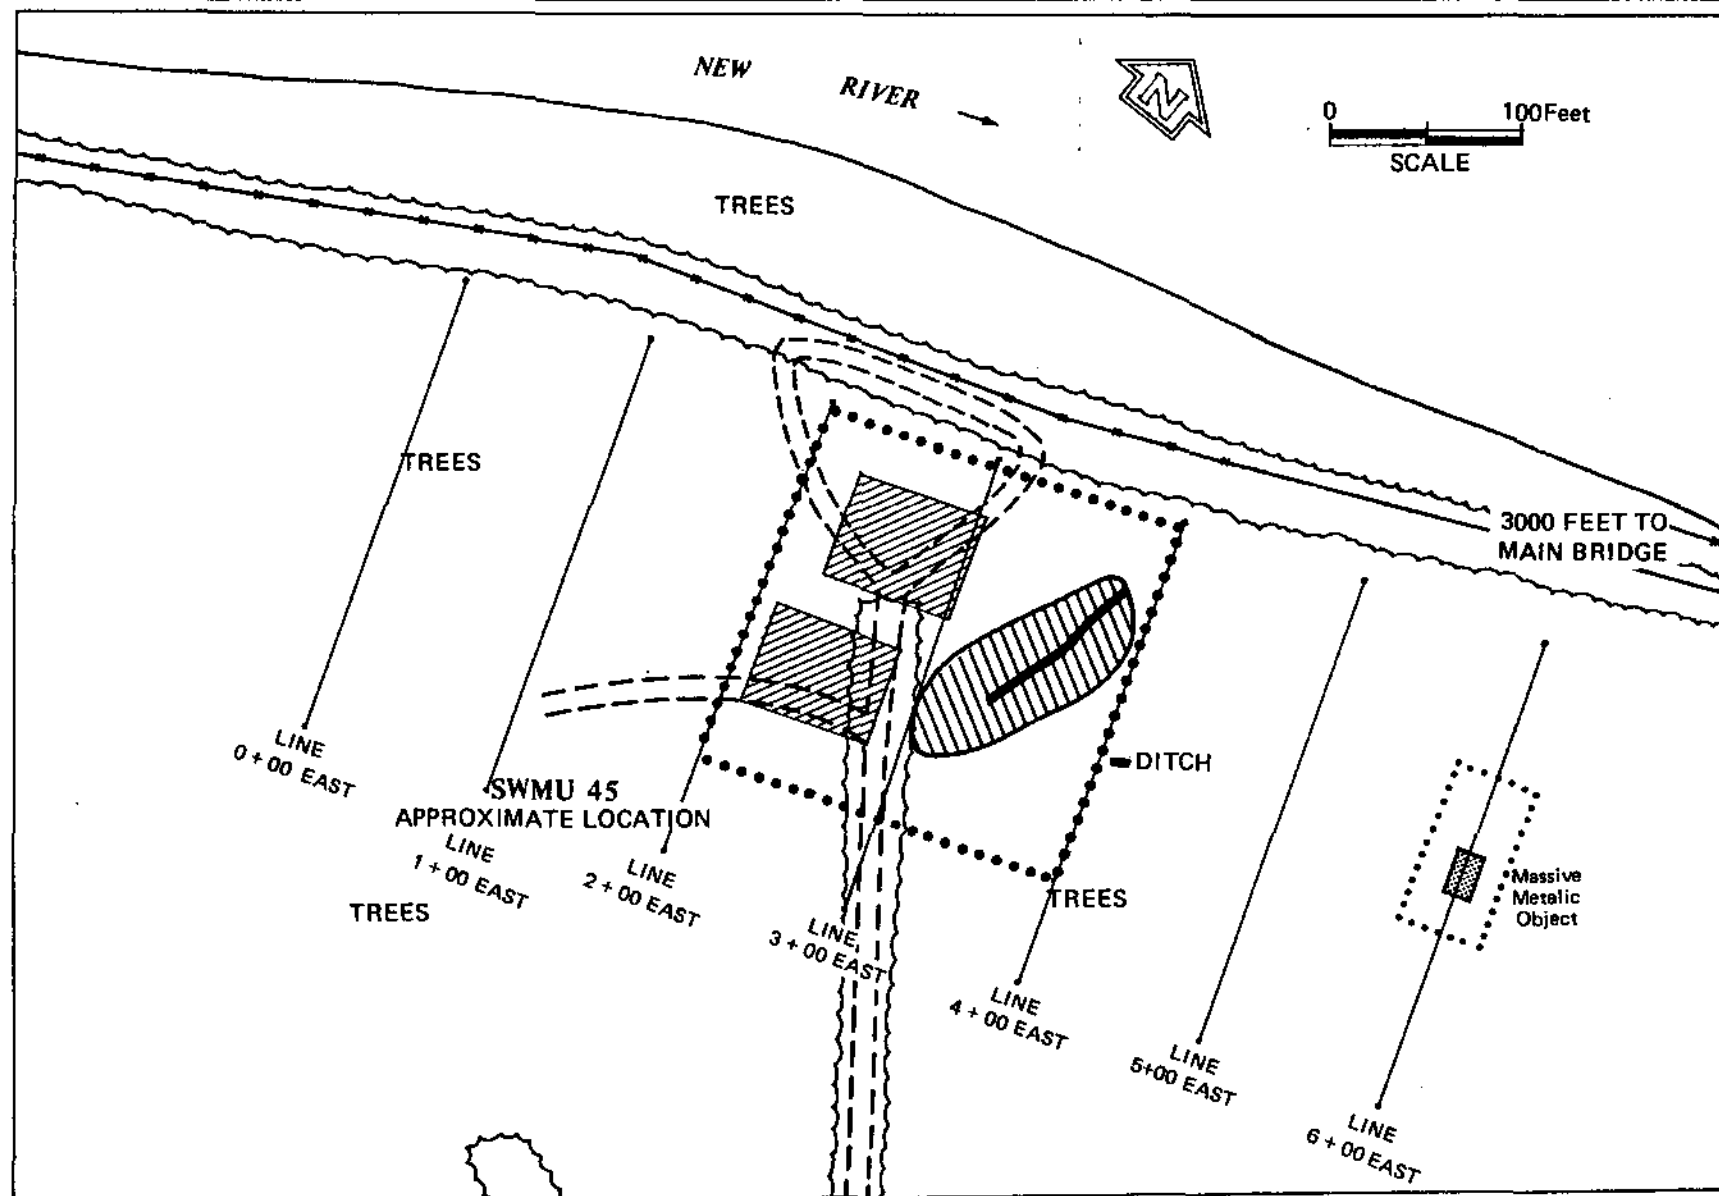 NEW RIVER
N
0 100 Feet
SCALE
TREES
TREES
3000 FEET TO
MAIN BRIDGE
LINE
0 + 00 EAST
DITCH
SWMU 45
APPROXIMATE LOCATION
LINE
1 + 00 EAST
LINE
2 + 00 EAST
TREES
TREES
Massive
Metalic
Object
LINE
3 + 00 EAST
LINE
4 + 00 EAST
LINE
5+00 EAST
LINE
6 + 00 EAST